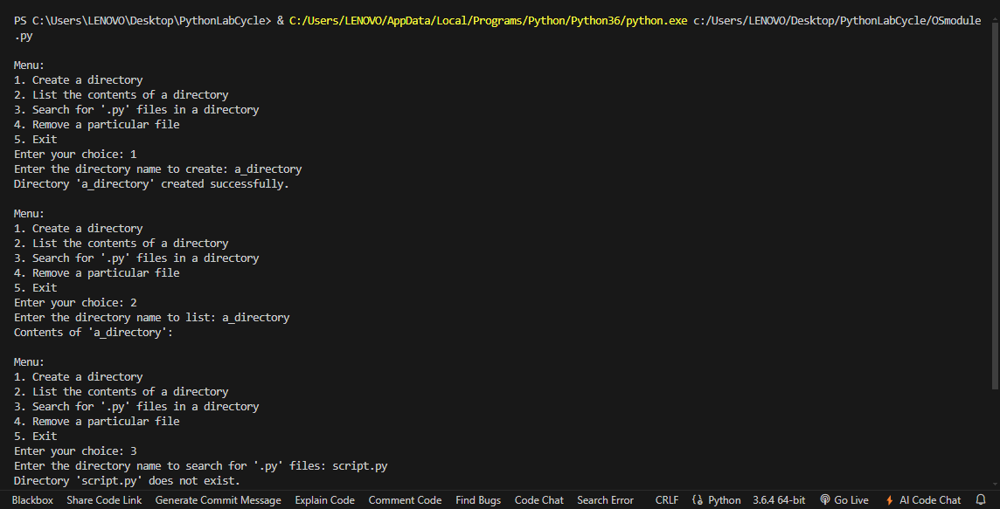 PS C:\Users\LENOVO\Desktop\PythonLabCycle> & C:/Users/LENOVO/AppData/Local/Programs/Python/Python36/python.exe c:/Users/LENOVO/Desktop/PythonLabCycle/OSmodule
.py
Menu:
1. Create a directory
2. List the contents of a directory
3. Search for '.py' files in a directory
4. Remove a particular file
5. Exit
Enter your choice: 1
Enter the directory name to create: a_directory
Directory 'a_directory' created successfully.
Menu:
1. Create a directory
2. List the contents of a directory
3. Search for '.py' files in a directory
4. Remove a particular file
5. Exit
Enter your choice: 2
Enter the directory name to list: a_directory
Contents of 'a_directory':
Menu:
1. Create a directory
2. List the contents of a directory
3. Search for '.py' files in a directory
4. Remove a particular file
5. Exit
Enter your choice: 3
Enter the directory name to search for '.py' files: script.py
Directory 'script.py' does not exist.
Blackbox Share Code Link Generate Commit Message Explain Code Comment Code Find Bugs Code Chat Search Error CRLF Python 3.6.4 64-bit Go Live AI Code Chat